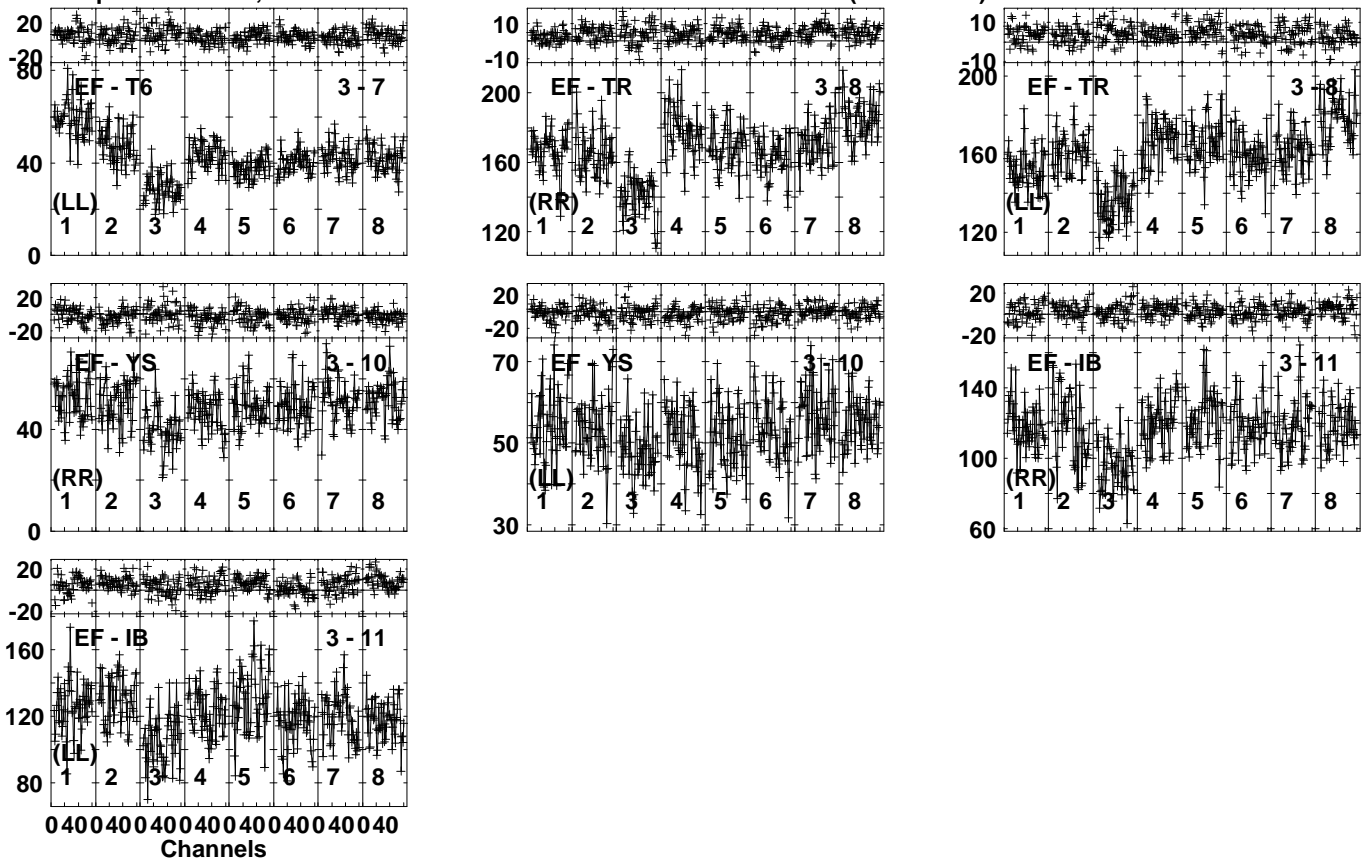 20
-20
80
EF - T6 3 - 7
40
(LL)
1 2 3 4 5 6 7 8
0
10
-10
200
EF - TR 3 - 8
160
(RR)
1 2 3 4 5 6 7 8
120
10
-10
200
EF - TR 3 - 8
160
(LL)
1 2 3 4 5 6 7 8
120
20
-20
EF - YS 3 - 10
40
(RR)
1 2 3 4 5 6 7 8
0
20
-20
70
EF - YS 3 - 10
50
(LL)
1 2 3 4 5 6 7 8
30
20
-20
140
EF - IB 3 - 11
100
(RR)
1 2 3 4 5 6 7 8
60
20
-20
EF - IB 3 - 11
160
120
(LL)
1 2 3 4 5 6 7 8
80
0 40 0 40 0 40 0 40 0 40 0 40 0 40 0 40
Channels